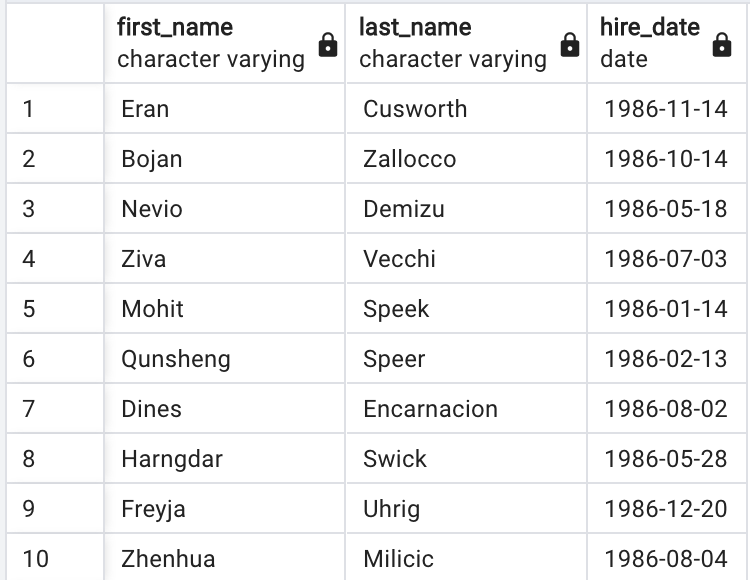 first_name last_name hire_date
character varying character varying date
1 Eran Cusworth 1986-11-14
2 Bojan Zallocco 1986-10-14
3 Nevio Demizu 1986-05-18
4 Ziva Vecchi 1986-07-03
5 Mohit Speek 1986-01-14
6 Qunsheng Speer 1986-02-13
7 Dines Encarnacion 1986-08-02
8 Harngdar Swick 1986-05-28
9 Freyja Uhrig 1986-12-20
10 Zhenhua Milicic 1986-08-04